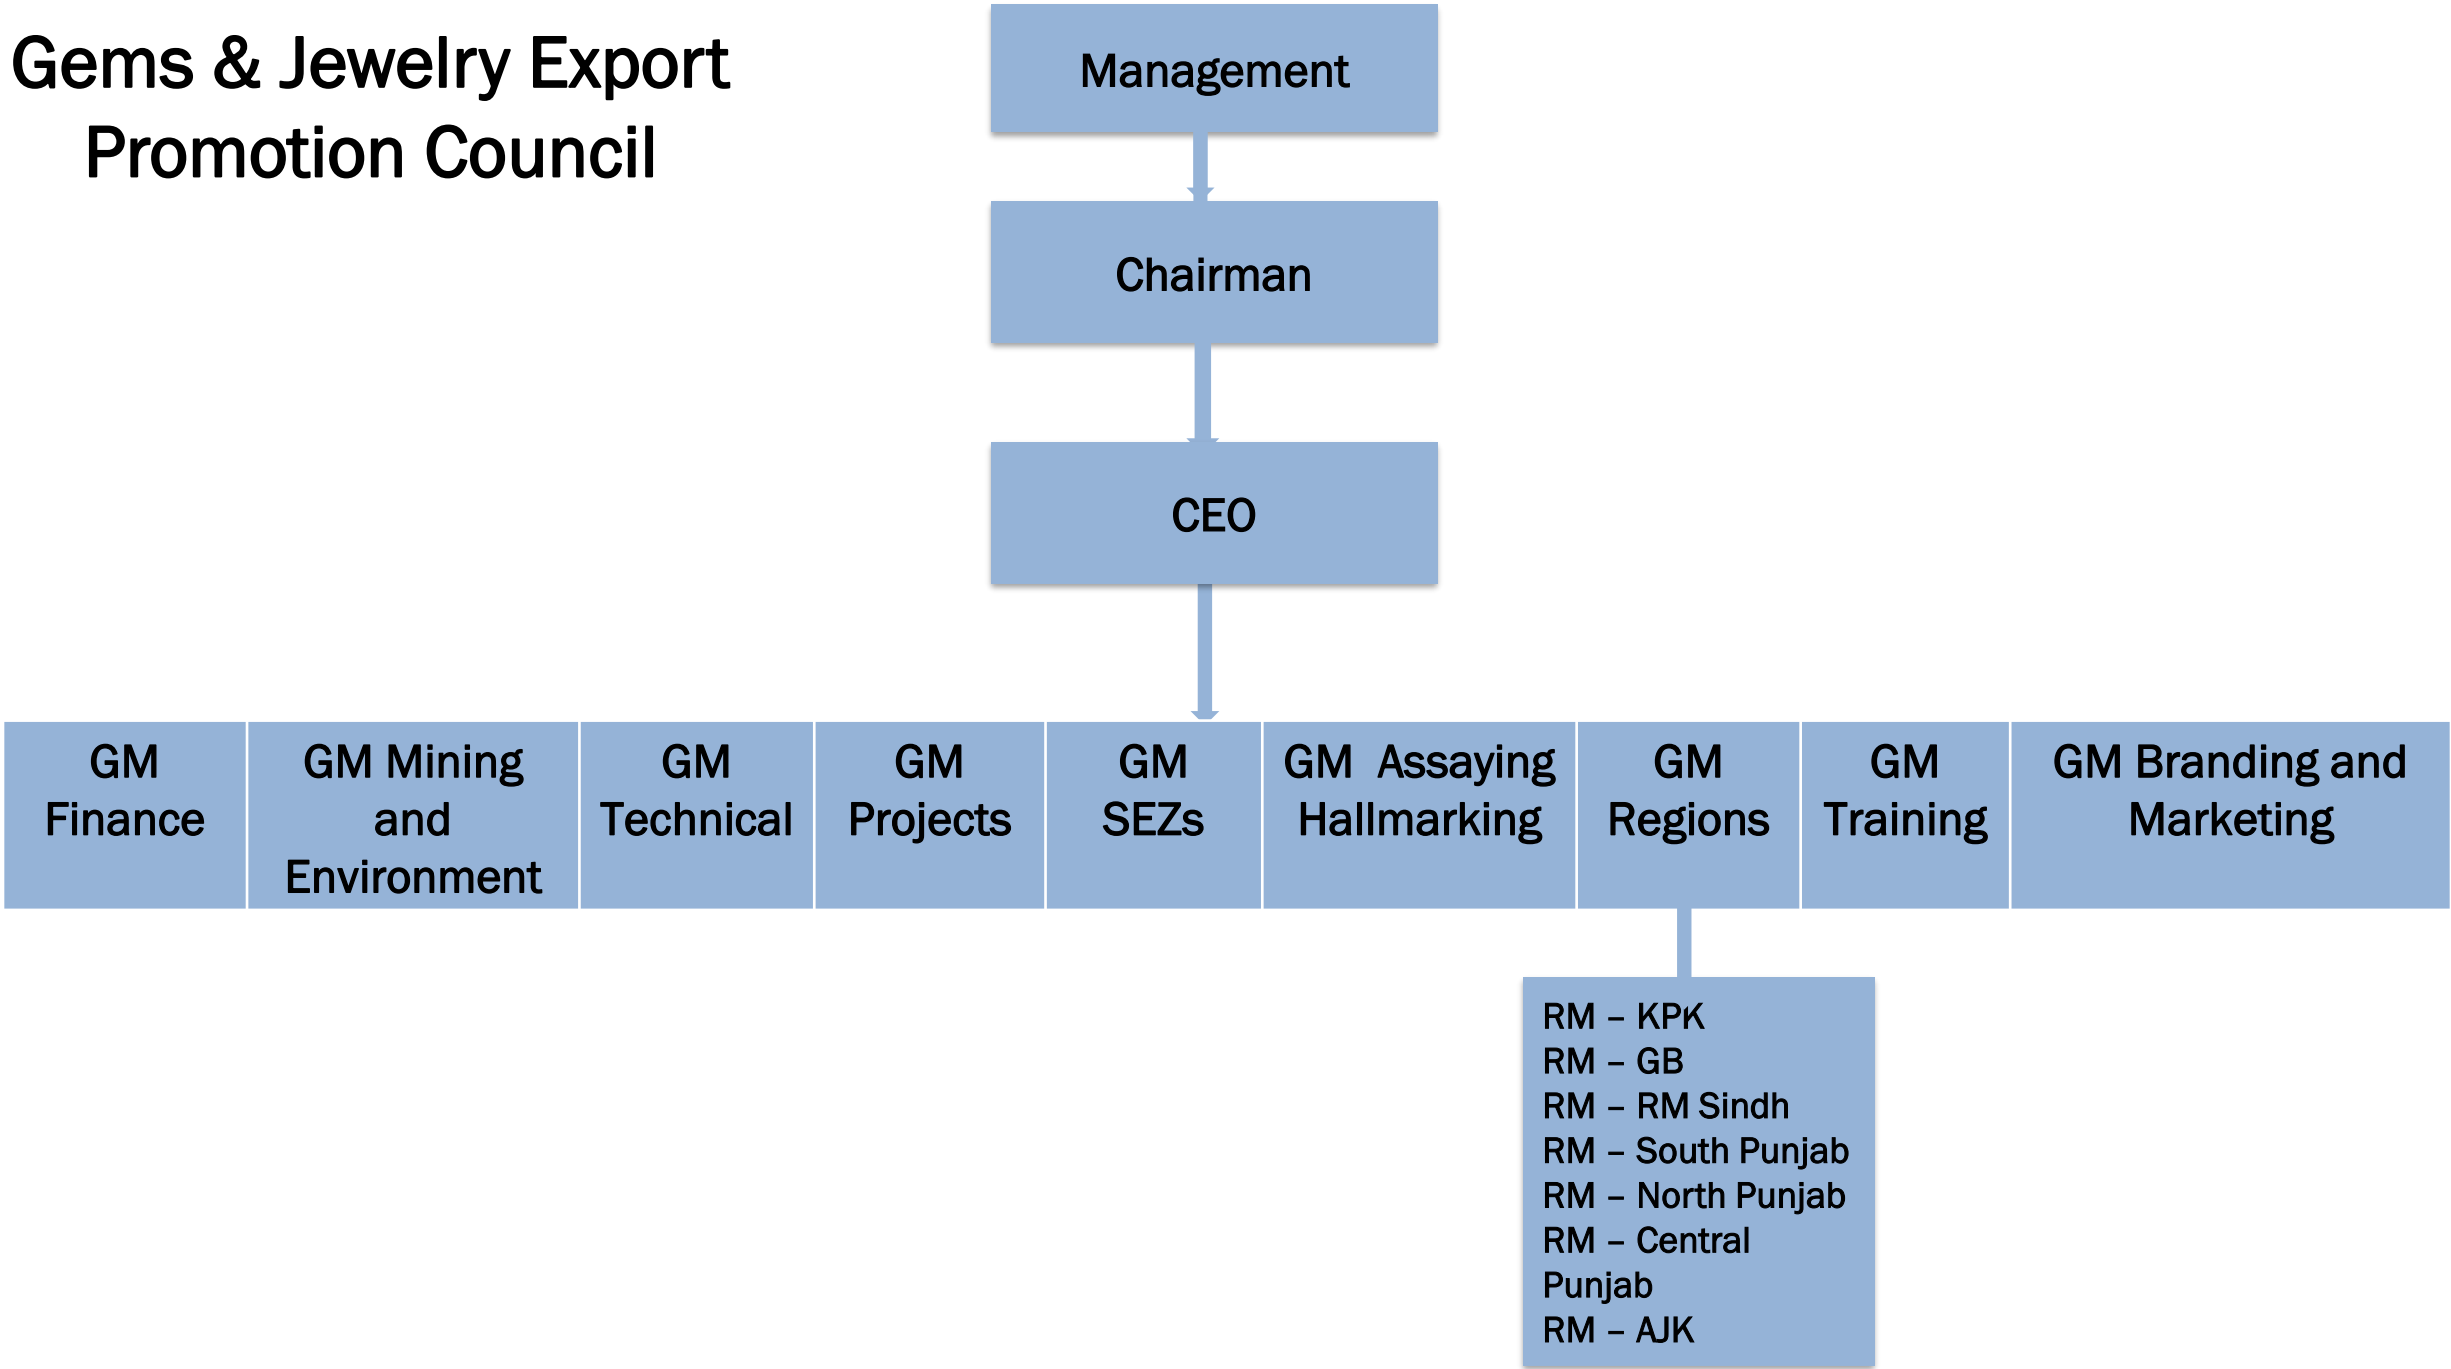 Gems & Jewelry Export
Promotion Council
Management
Chairman
CEO
GM
Finance
GM Mining
and
Environment
GM
Technical
GM
Projects
GM
SEZs
GM Assaying
Hallmarking
GM
Regions
GM
Training
GM Branding and
Marketing
RM – KPK
RM – GB
RM – RM Sindh
RM – South Punjab
RM – North Punjab
RM – Central
Punjab
RM – AJK